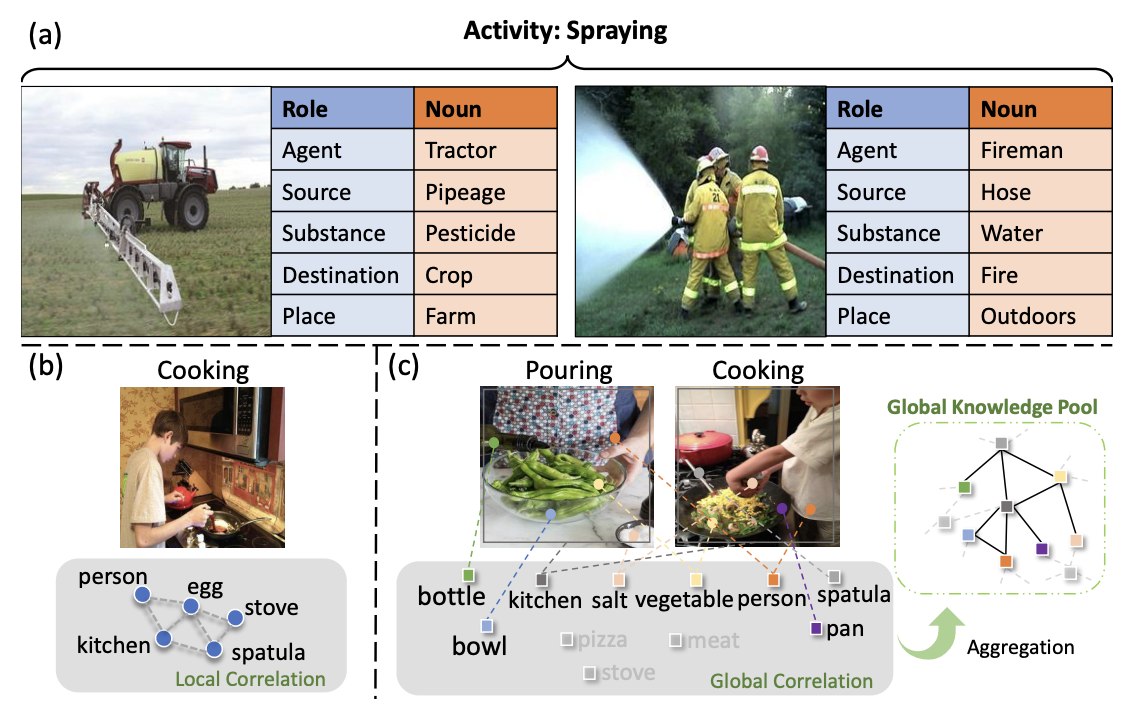 (a)
Activity: Spraying
Role Noun
Agent Tractor
Source Pipeage
Substance Pesticide
Destination Crop
Place Farm
Role Noun
Agent Fireman
Source Hose
Substance Water
Destination Fire
Place Outdoors
21
(b)
Cooking
person
egg
stove
kitchen
spatula
Local Correlation
(c)
Pouring
Cooking
bottle
kitchen
salt
vegetable
person
spatula
bowl
pan
pizza
meat
stove
Global Correlation
Global Knowledge Pool
Aggregation